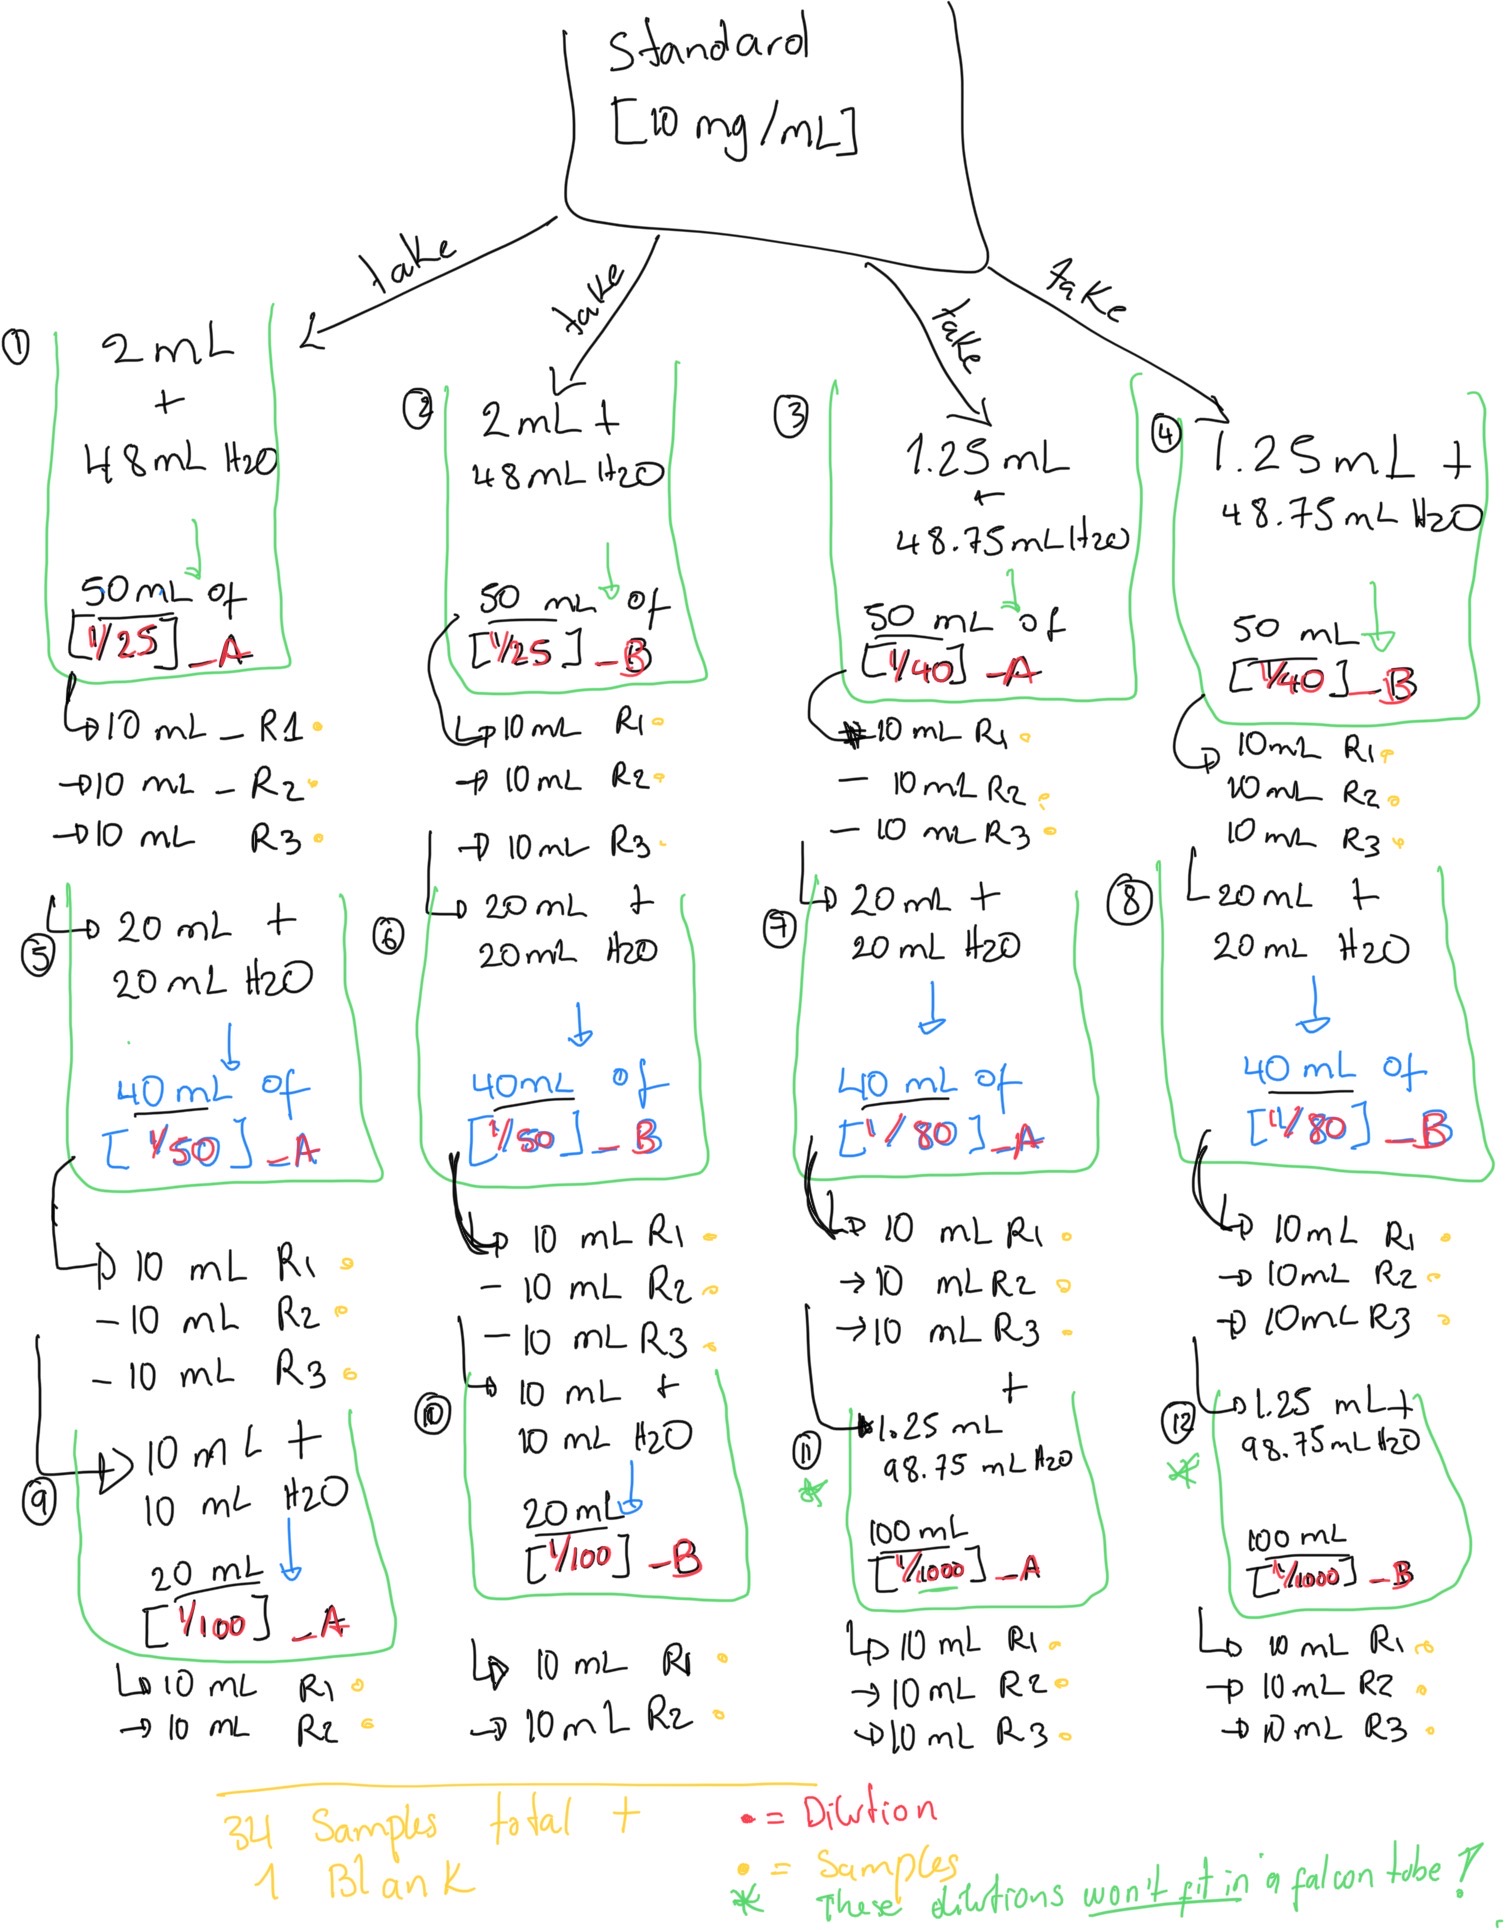 Standard
[10 mg/mL]
take
take
take
take
①
2 mL
+
48 mL H2O
50 mL of
[1/25]_A
10 mL - R1
10 mL - R2
10 mL R3
②
2 mL +
48 mL H2O
50 mL of
[1/25]_B
10 mL R1
10 mL R2
10 mL R3
③
1.25 mL
+
48.75 mL H2O
50 mL of
[1/40]_A
10 mL R1
- 10 mL R2
- 10 mL R3
④
1.25 mL +
48.75 mL H2O
50 mL
[1/40]_B
10 mL R1
10 mL R2
10 mL R3
⑤
20 mL +
20 mL H2O
40 mL of
[1/50]_A
10 mL R1
- 10 mL R2
- 10 mL R3
⑥
20 mL +
20 mL H2O
40 mL of
[1/50]_B
10 mL R1
- 10 mL R2
- 10 mL R3
⑦
20 mL +
20 mL H2O
40 mL of
[1/80]_A
10 mL R1
10 mL R2
10 mL R3
⑧
20 mL +
20 mL H2O
40 mL of
[1/80]_B
10 mL R1
10 mL R2
10 mL R3
⑨
10 mL +
10 mL H2O
20 mL
[1/100]_A
10 mL R1
10 mL R2
⑩
10 mL +
10 mL H2O
20 mL
[1/100]_B
10 mL R1
10 mL R2
⑪
*
+
1.25 mL
98.75 mL H2O
100 mL
[1/1000]_A
10 mL R1
10 mL R2
10 mL R3
⑫
*
1.25 mL +
98.75 mL H2O
100 mL
[1/1000]_B
10 mL R1
10 mL R2
10 mL R3
34 Samples total +
1 Blank
• = Dilution
• = Samples
* These dilutions won't fit in a falcon tube!